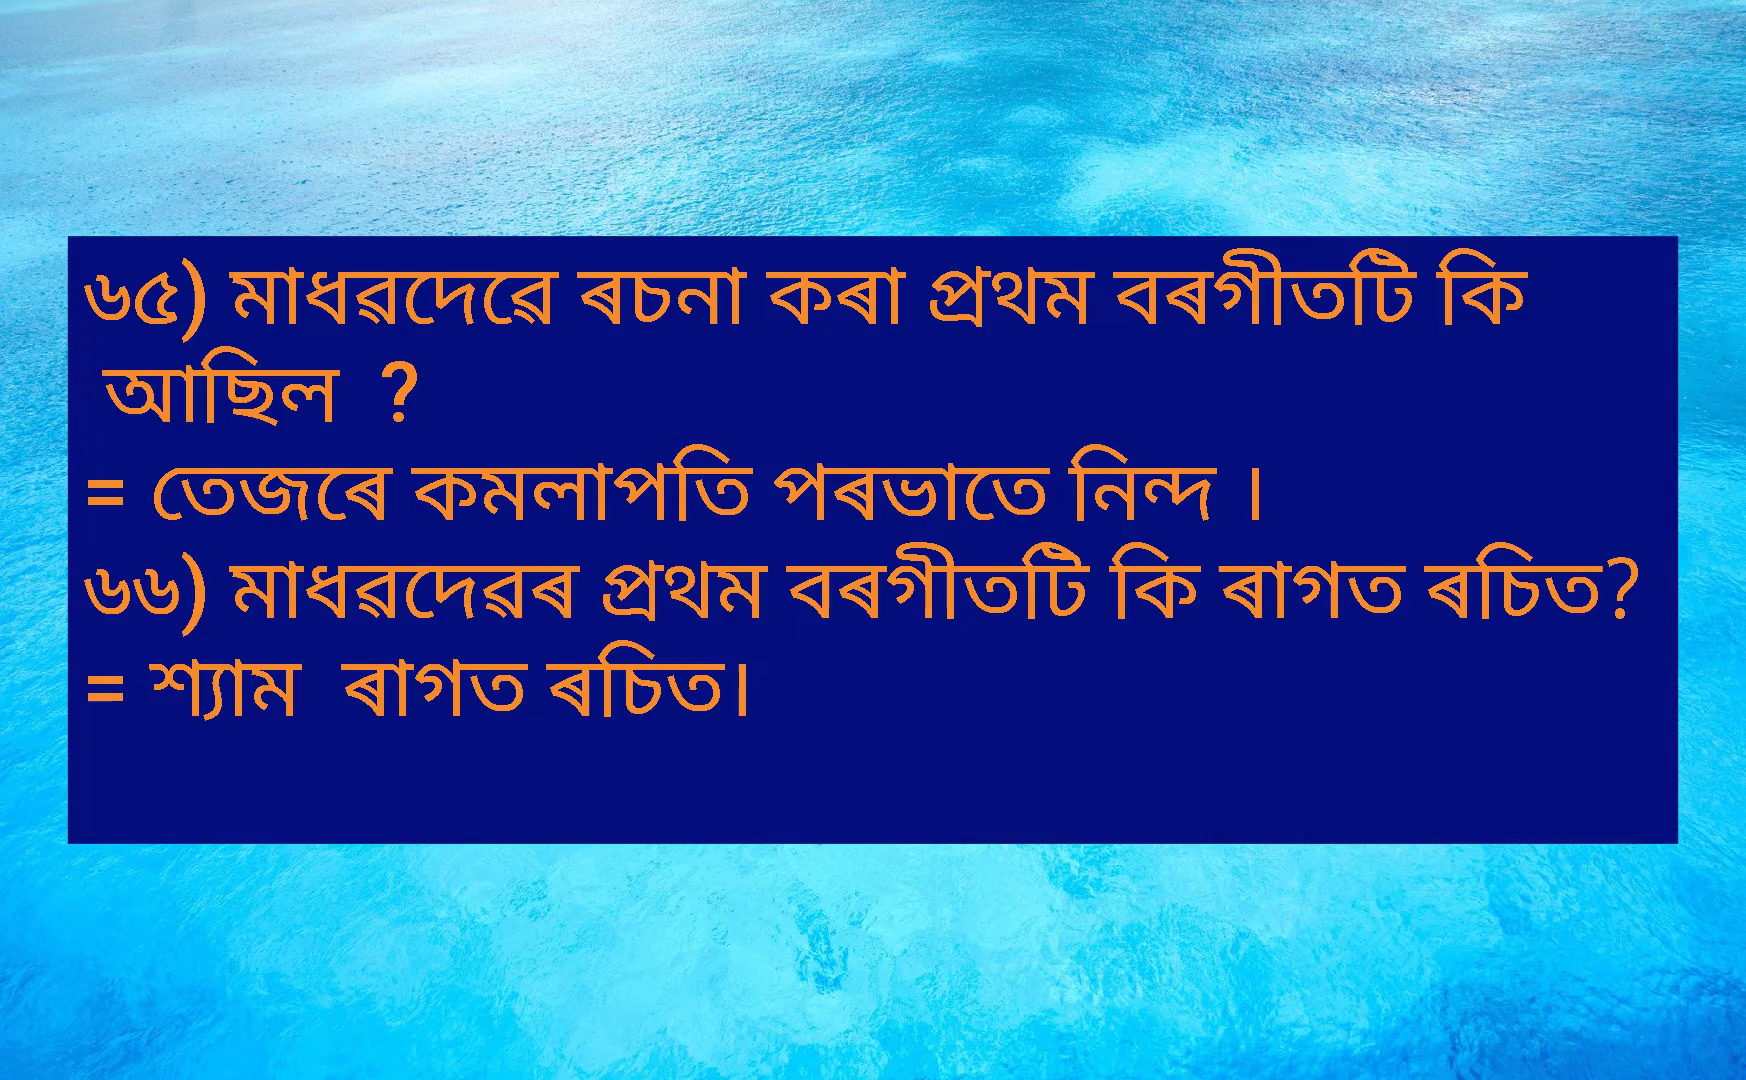 ৬৫) মাধৱদেৱে ৰচনা কৰা প্ৰথম বৰগীতটি কি
আছিল ?
= তেজৰে কমলাপতি পৰভাতে নিন্দ ।
৬৬) মাধৱদেৱৰ প্ৰথম বৰগীতটি কি ৰাগত ৰচিত?
= শ্যাম ৰাগত ৰচিত।